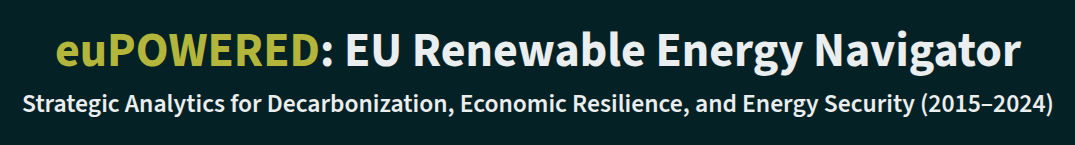 euPOWERED: EU Renewable Energy Navigator
Strategic Analytics for Decarbonization, Economic Resilience, and Energy Security (2015–2024)